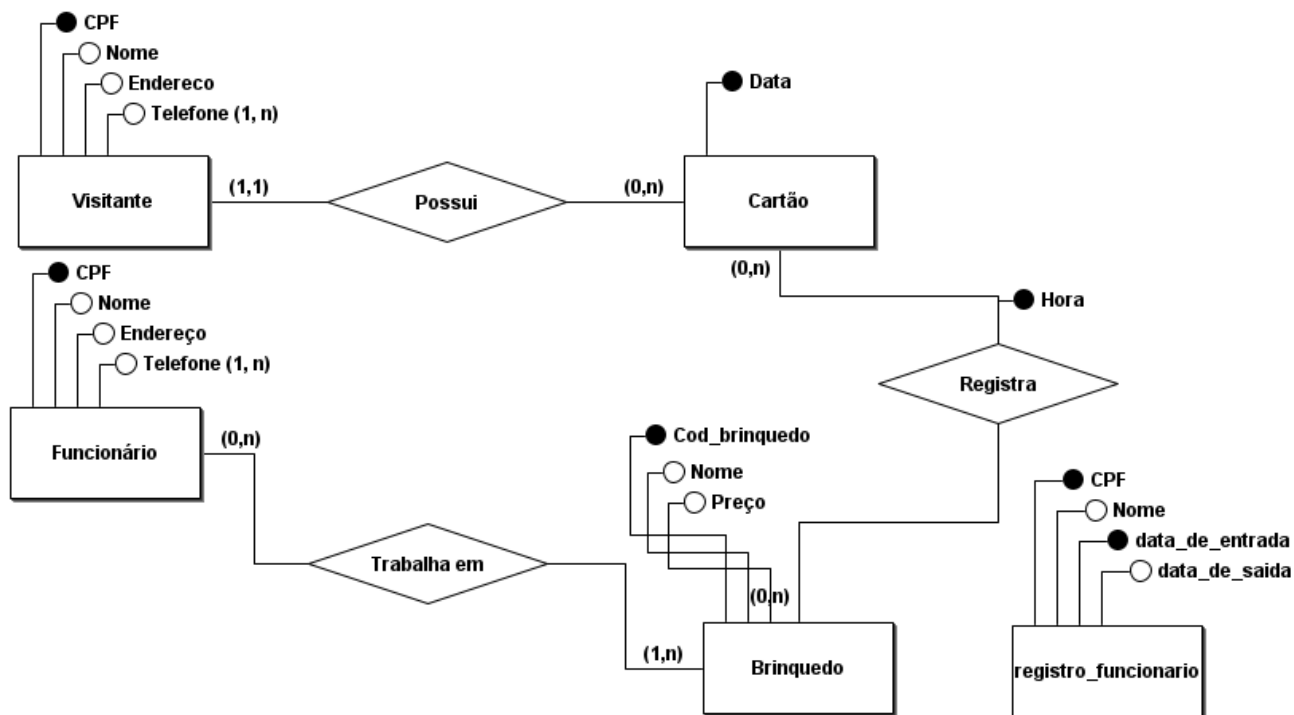 CPF
Nome
Endereco
Telefone (1, n)
Visitante
(1,1)
Possui
(0,n)
Data
Cartão
(0,n)
Hora
Registra
CPF
Nome
Endereço
Telefone (1, n)
Funcionário
(0,n)
Trabalha em
(1,n)
Cod_brinquedo
Nome
Preço
(0,n)
Brinquedo
CPF
Nome
data_de_entrada
data_de_saida
registro_funcionario